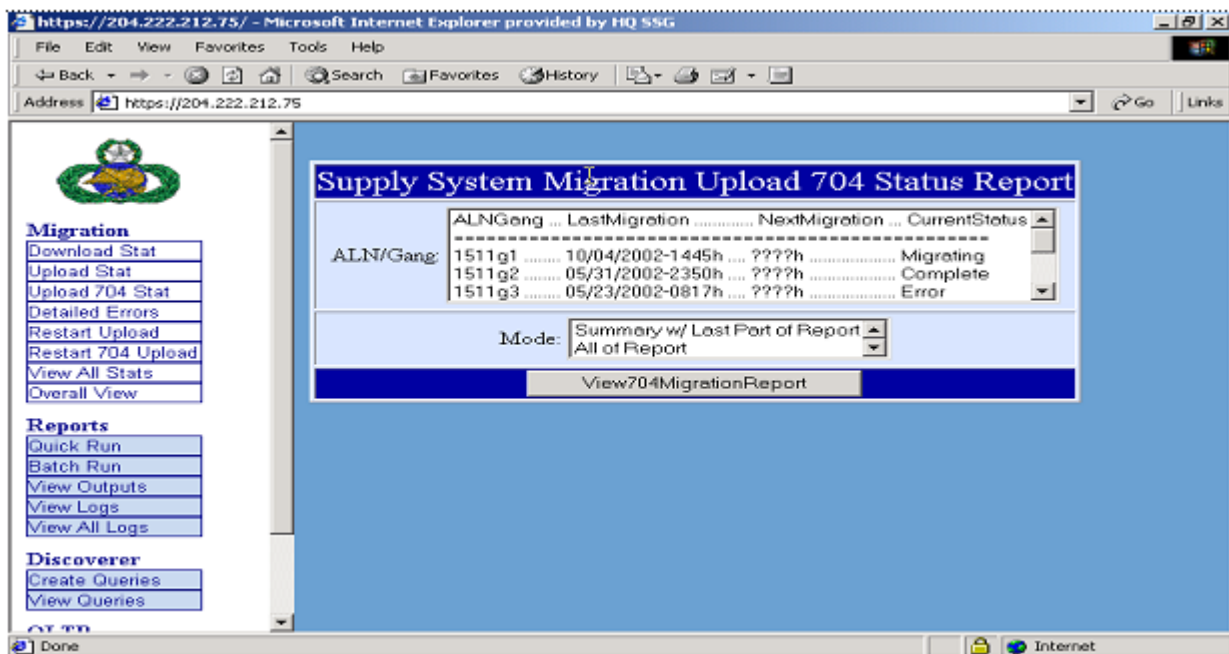 https://204.222.212.75/ - Microsoft Internet Explorer provided by HQ SSG
File Edit View Favorites Tools Help
Back Search Favorites History
Address https://204.222.212.75 Go Links
Migration
Download Stat
Upload Stat
Upload 704 Stat
Detailed Errors
Restart Upload
Restart 704 Upload
View All Stats
Overall View
Reports
Quick Run
Batch Run
View Outputs
View Logs
View All Logs
Discoverer
Create Queries
View Queries
Supply System Migration Upload 704 Status Report
ALN/Gang:
ALNGang ... LastMigration ............. NextMigration ... CurrentStatus
------------------------------------------------------
1511g1 ........ 10/04/2002-1445h .... ????h ..................... Migrating
1511g2 ........ 05/31/2002-2350h .... ????h ..................... Complete
1511g3 ........ 05/23/2002-0817h .... ????h ..................... Error
Mode:
Summary w/ Last Part of Report
All of Report
View704MigrationReport
Done Internet